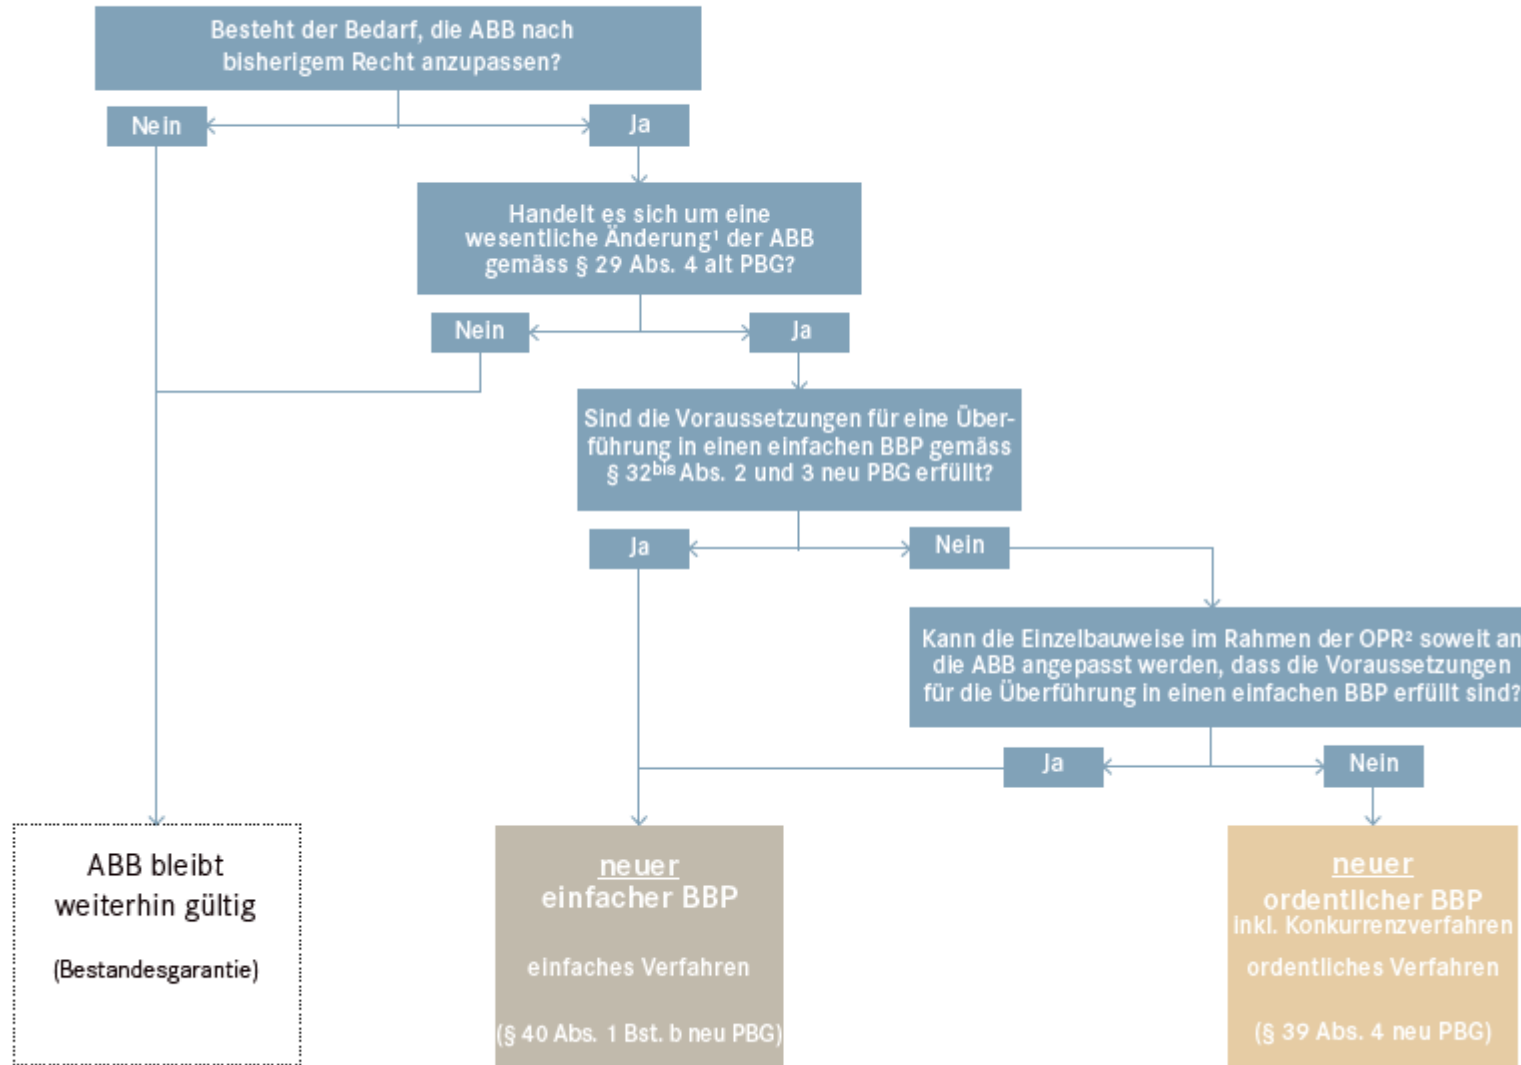 Besteht der Bedarf, die ABB nach
bisherigem Recht anzupassen?
Nein
Ja
Handelt es sich um eine
wesentliche Änderung¹ der ABB
gemäss § 29 Abs. 4 alt PBG?
Nein
Ja
Sind die Voraussetzungen für eine Über-
führung in einen einfachen BBP gemäss
§ 32bis Abs. 2 und 3 neu PBG erfüllt?
Ja
Nein
Kann die Einzelbauweise im Rahmen der OPR² soweit an
die ABB angepasst werden, dass die Voraussetzungen
für die Überführung in einen einfachen BBP erfüllt sind?
Ja
Nein
ABB bleibt
weiterhin gültig
(Bestandesgarantie)
neuer
einfacher BBP
einfaches Verfahren
(§ 40 Abs. 1 Bst. b neu PBG)
neuer
ordentlicher BBP
inkl. Konkurrenzverfahren
ordentliches Verfahren
(§ 39 Abs. 4 neu PBG)